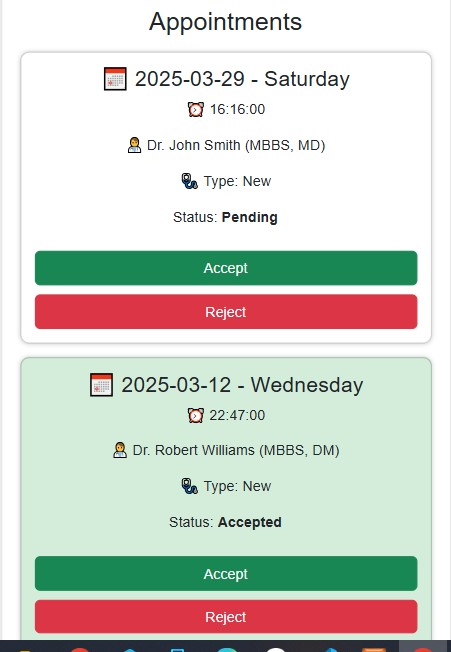 Appointments
2025-03-29 - Saturday
16:16:00
Dr. John Smith (MBBS, MD)
Type: New
Status: Pending
Accept
Reject
2025-03-12 - Wednesday
22:47:00
Dr. Robert Williams (MBBS, DM)
Type: New
Status: Accepted
Accept
Reject